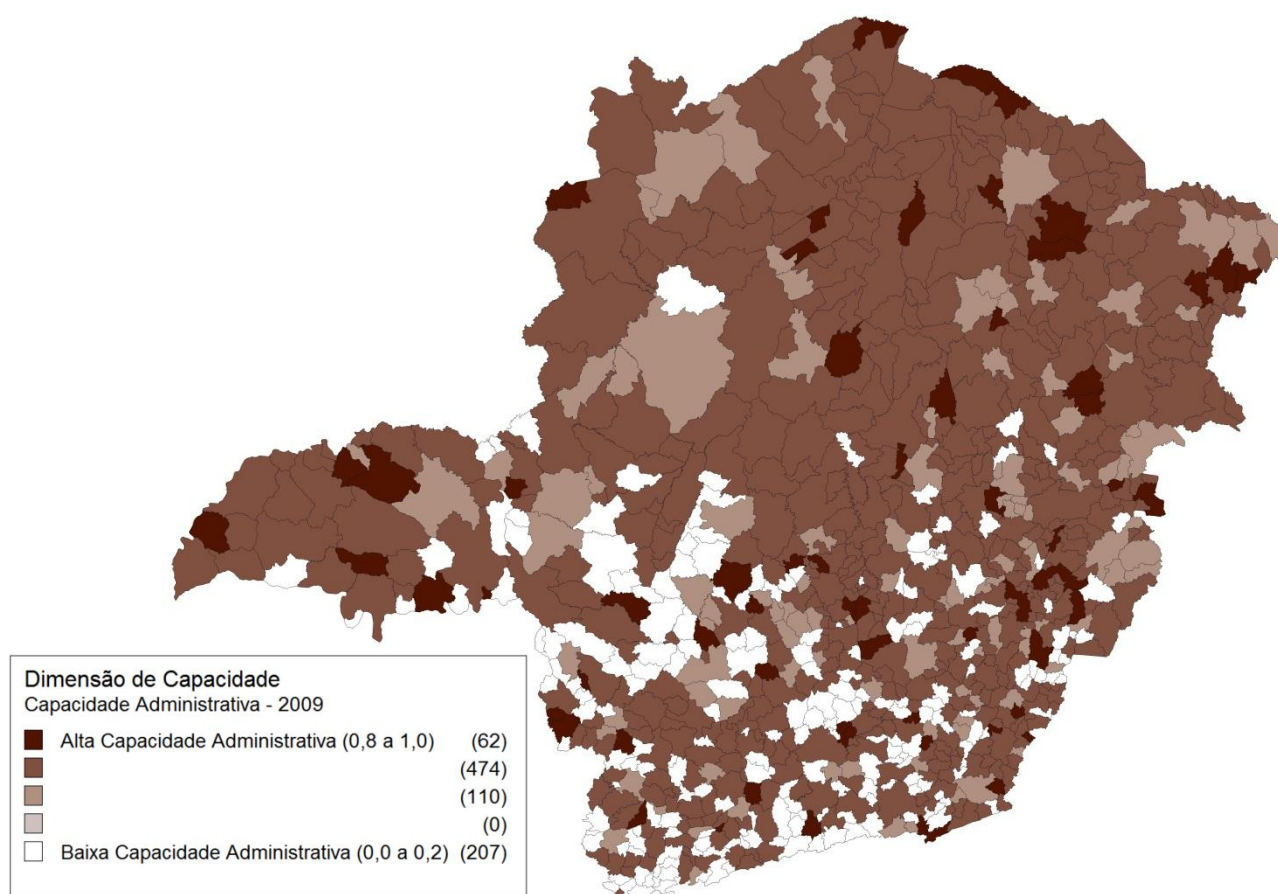 Dimensão de Capacidade
Capacidade Administrativa - 2009
Alta Capacidade Administrativa (0,8 a 1,0) (62)
(474)
(110)
(0)
Baixa Capacidade Administrativa (0,0 a 0,2) (207)